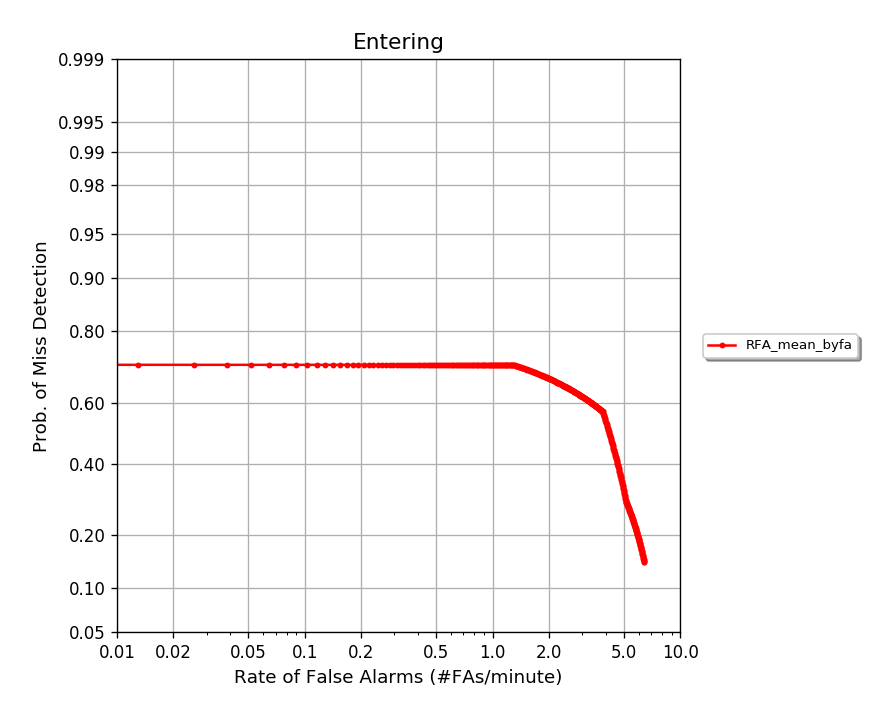 Entering
0.999
0.995
0.99
0.98
0.95
0.90
0.80
0.60
0.40
0.20
0.10
0.05
Prob. of Miss Detection
0.01 0.02 0.05 0.1 0.2 0.5 1.0 2.0 5.0 10.0
Rate of False Alarms (#FAs/minute)
RFA_mean_byfa